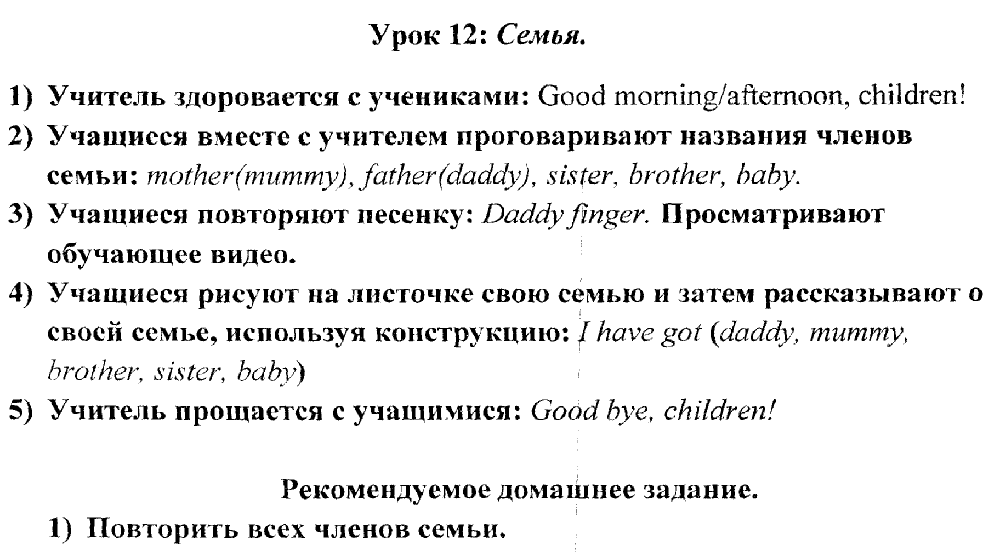 Урок 12: Семья.
1) Учитель здоровается с учениками: Good morning/afternoon, children!
2) Учащиеся вместе с учителем проговаривают названия членов
семьи: mother(mummy), father(daddy), sister, brother, baby.
3) Учащиеся повторяют песенку: Daddy finger. Просматривают
обучающее видео.
4) Учащиеся рисуют на листочке свою семью и затем рассказывают о
своей семье, используя конструкцию: I have got (daddy, mummy,
brother, sister, baby)
5) Учитель прощается с учащимися: Good bye, children!
Рекомендуемое домашнее задание.
1) Повторить всех членов семьи.